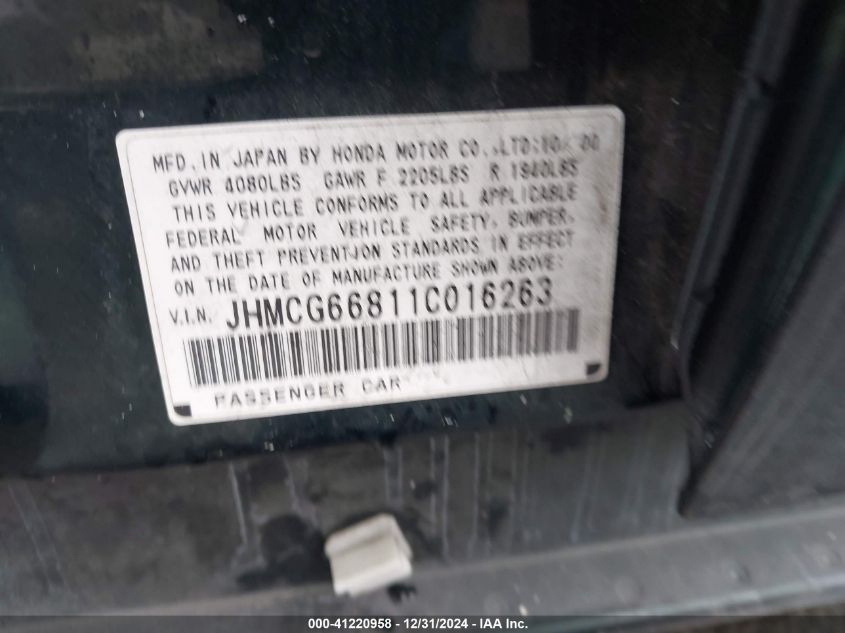 MFD. IN JAPAN BY HONDA MOTOR CO., LTD:10/00
GVWR 4080LBS GAWR F 2205LBS R 1940LBS
THIS VEHICLE CONFORMS TO ALL APPLICABLE
FEDERAL MOTOR VEHICLE SAFETY, BUMPER,
AND THEFT PREVENTION STANDARDS IN EFFECT
ON THE DATE OF MANUFACTURE SHOWN ABOVE:
V.I.N. JHMCG66811C016263
PASSENGER CAR
000-41220958 - 12/31/2024 - IAA Inc.